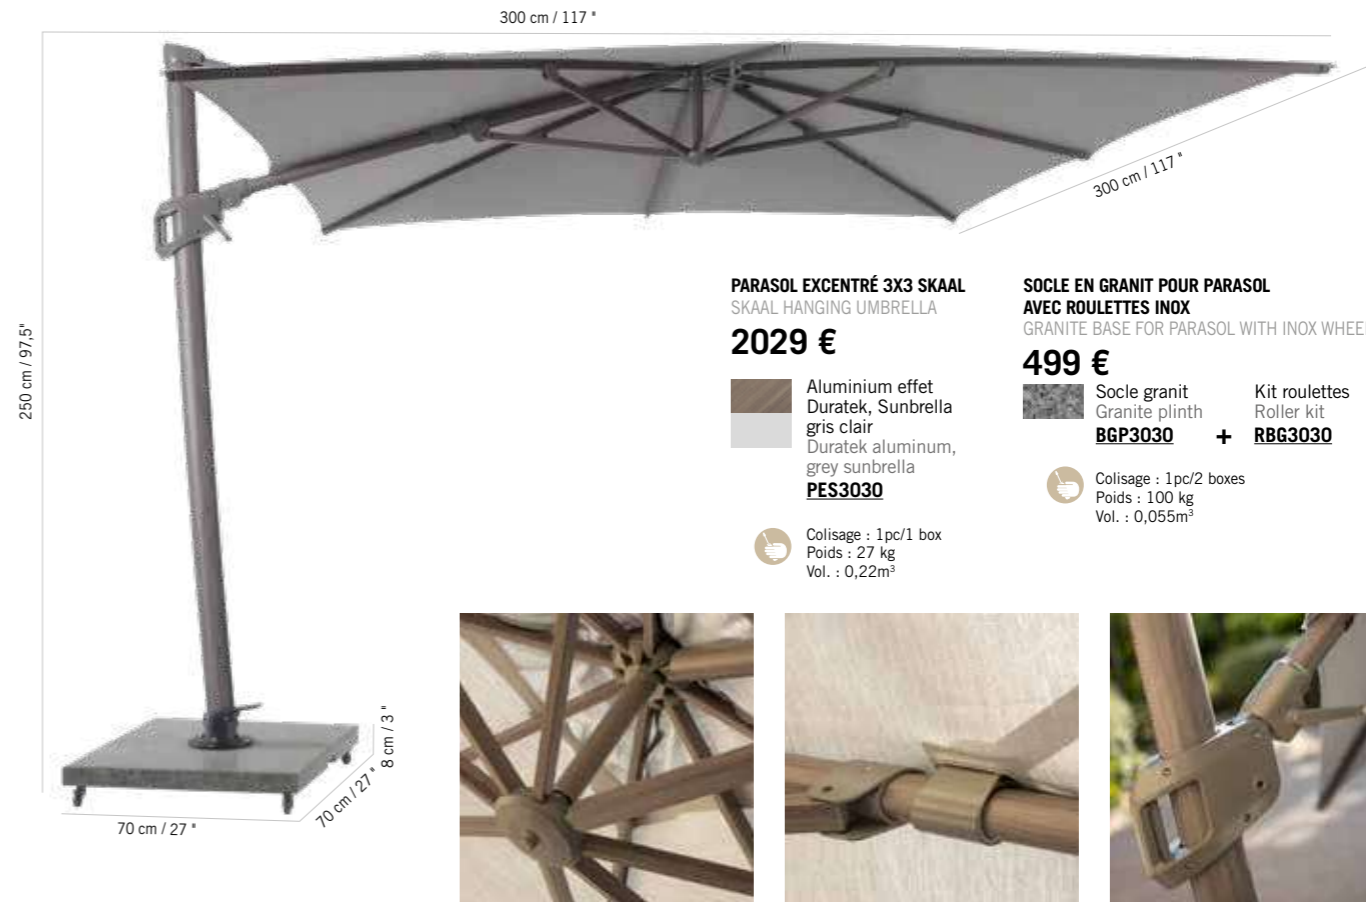 300 cm / 117 "
300 cm / 117 "
250 cm / 97,5"
PARASOL EXCENTRÉ 3X3 SKAAL
SKAAL HANGING UMBRELLA
2029 €
Aluminium effet
Duratek, Sunbrella
gris clair
Duratek aluminum,
grey sunbrella
PES3030
Colisage : 1pc/1 box
Poids : 27 kg
Vol. : 0,22m³
SOCLE EN GRANIT POUR PARASOL
AVEC ROULETTES INOX
GRANITE BASE FOR PARASOL WITH INOX WHEE
499 €
Socle granit
Granite plinth
BGP3030
+
Kit roulettes
Roller kit
RBG3030
Colisage : 1pc/2 boxes
Poids : 100 kg
Vol. : 0,055m³
8 cm / 3 "
70 cm / 27 "
70 cm / 27 "